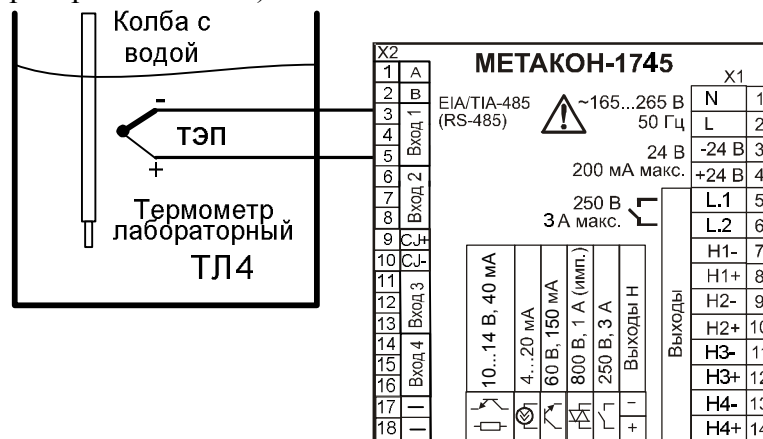 Колба с
водой
-
ТЭП
+
Термометр
лабораторный
ТЛ4
X2
МЕТАКОН-1745
X1
1 A
2 B
3
4 Вход 1
5
6
7 Вход 2
8
9 CJ+
10 CJ-
11
12 Вход 3
13
14
15 Вход 4
16
17 —
18 —
EIA/TIA-485
(RS-485)
~165...265 В
50 Гц
24 В
200 мА макс.
250 В
3 А макс.
10...14 В, 40 мА
4...20 мА
60 В, 150 мА
800 В, 1 А (имп.)
250 В, 3 А
Выходы Н
−
+
Выходы
N 1
L 2
-24 В 3
+24 В 4
L.1 5
L.2 6
H1- 7
H1+ 8
H2- 9
H2+ 10
H3- 11
H3+ 12
H4- 13
H4+ 14